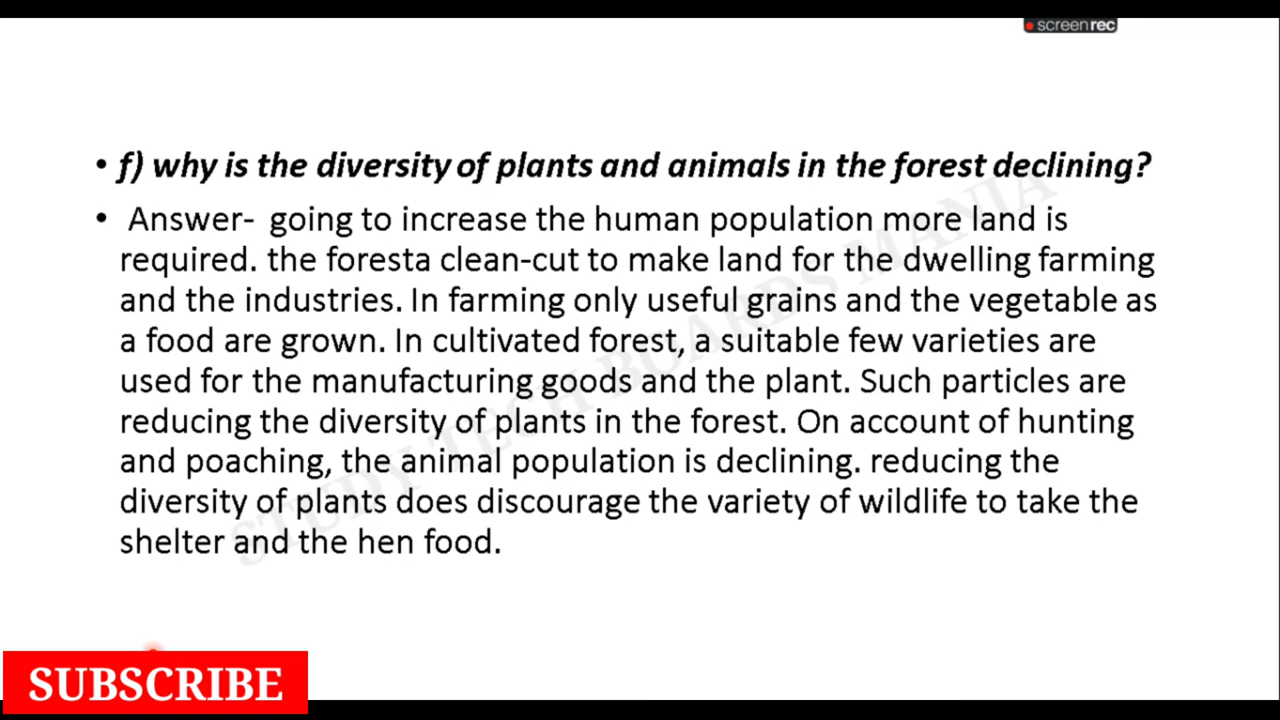 screenrec
• f) why is the diversity of plants and animals in the forest declining?
• Answer- going to increase the human population more land is
required. the foresta clean-cut to make land for the dwelling farming
and the industries. In farming only useful grains and the vegetable as
a food are grown. In cultivated forest, a suitable few varieties are
used for the manufacturing goods and the plant. Such particles are
reducing the diversity of plants in the forest. On account of hunting
and poaching, the animal population is declining. reducing the
diversity of plants does discourage the variety of wildlife to take the
shelter and the hen food.
STUDY TECH BOARDS MANIA
SUBSCRIBE